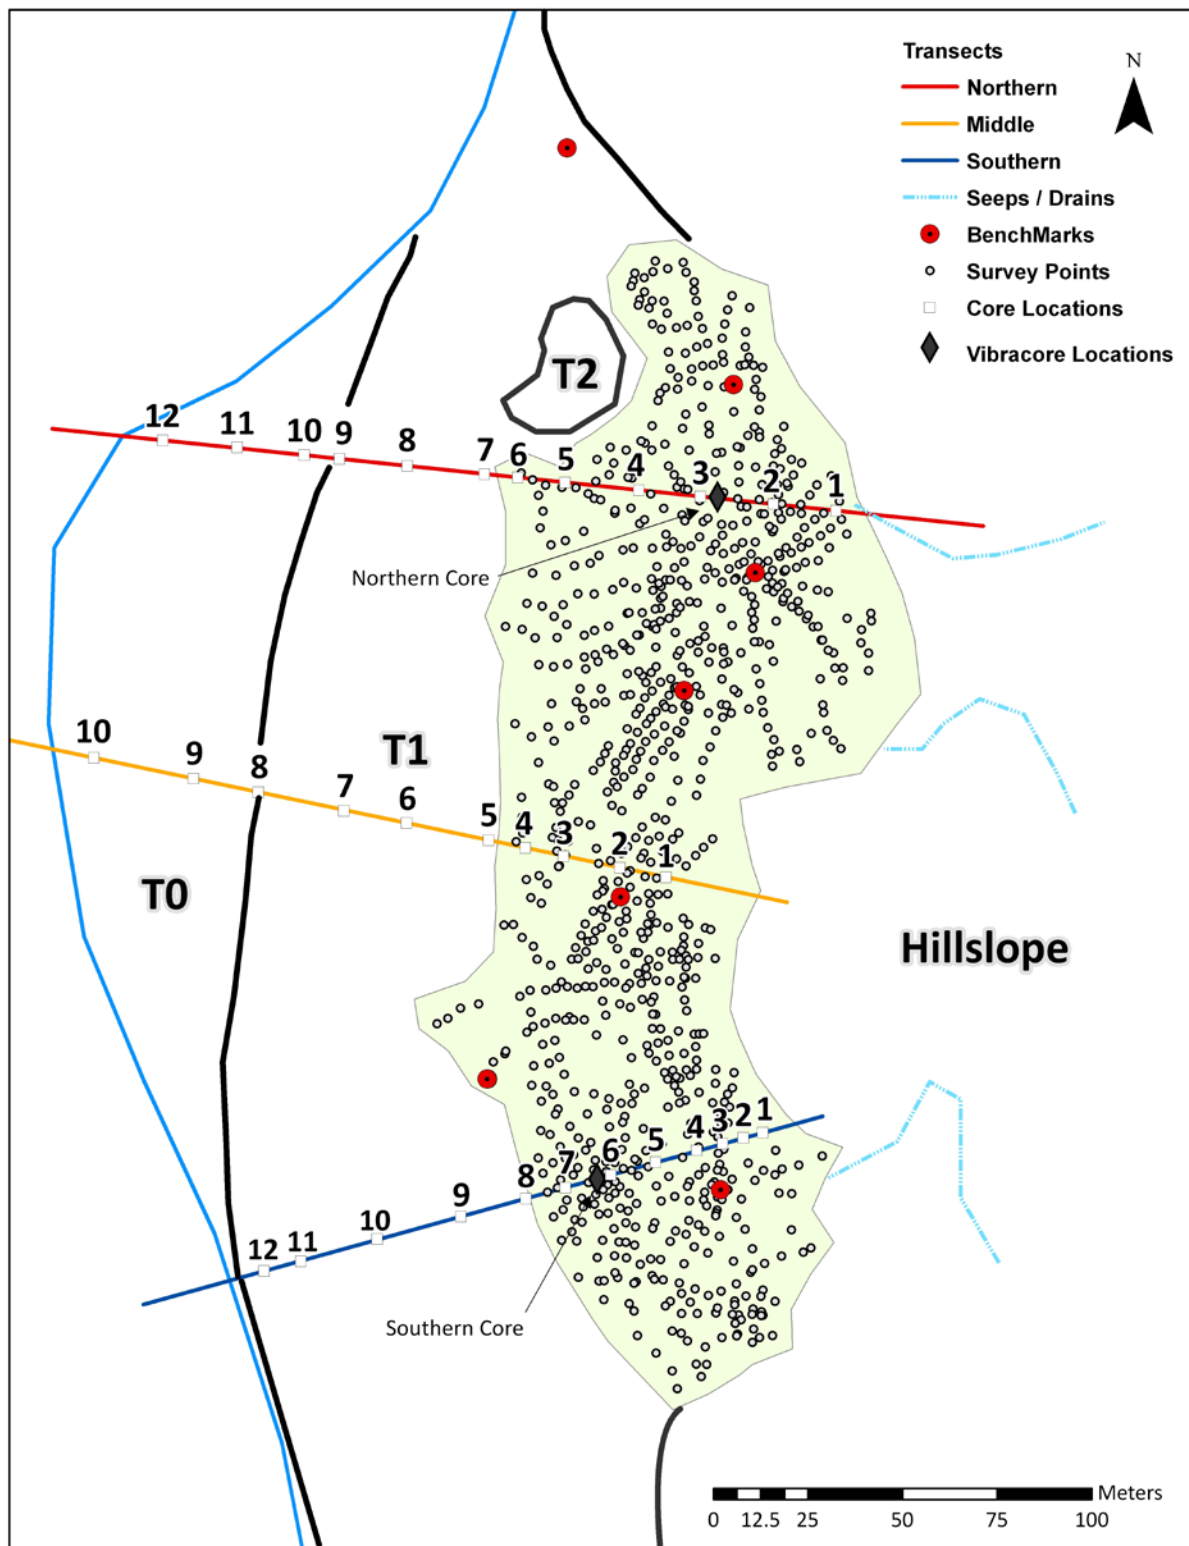 Transects
N
Northern
Middle
Southern
Seeps / Drains
BenchMarks
Survey Points
Core Locations
Vibracore Locations
T2
12 11 10 9 8 7 6 5 4 3 2 1
Northern Core
T1
10 9 8 7 6 5 4 3 2 1
T0
Hillslope
12 11 10 9 8 7 6 5 4 3 2 1
Southern Core
Meters
0 12.5 25 50 75 100